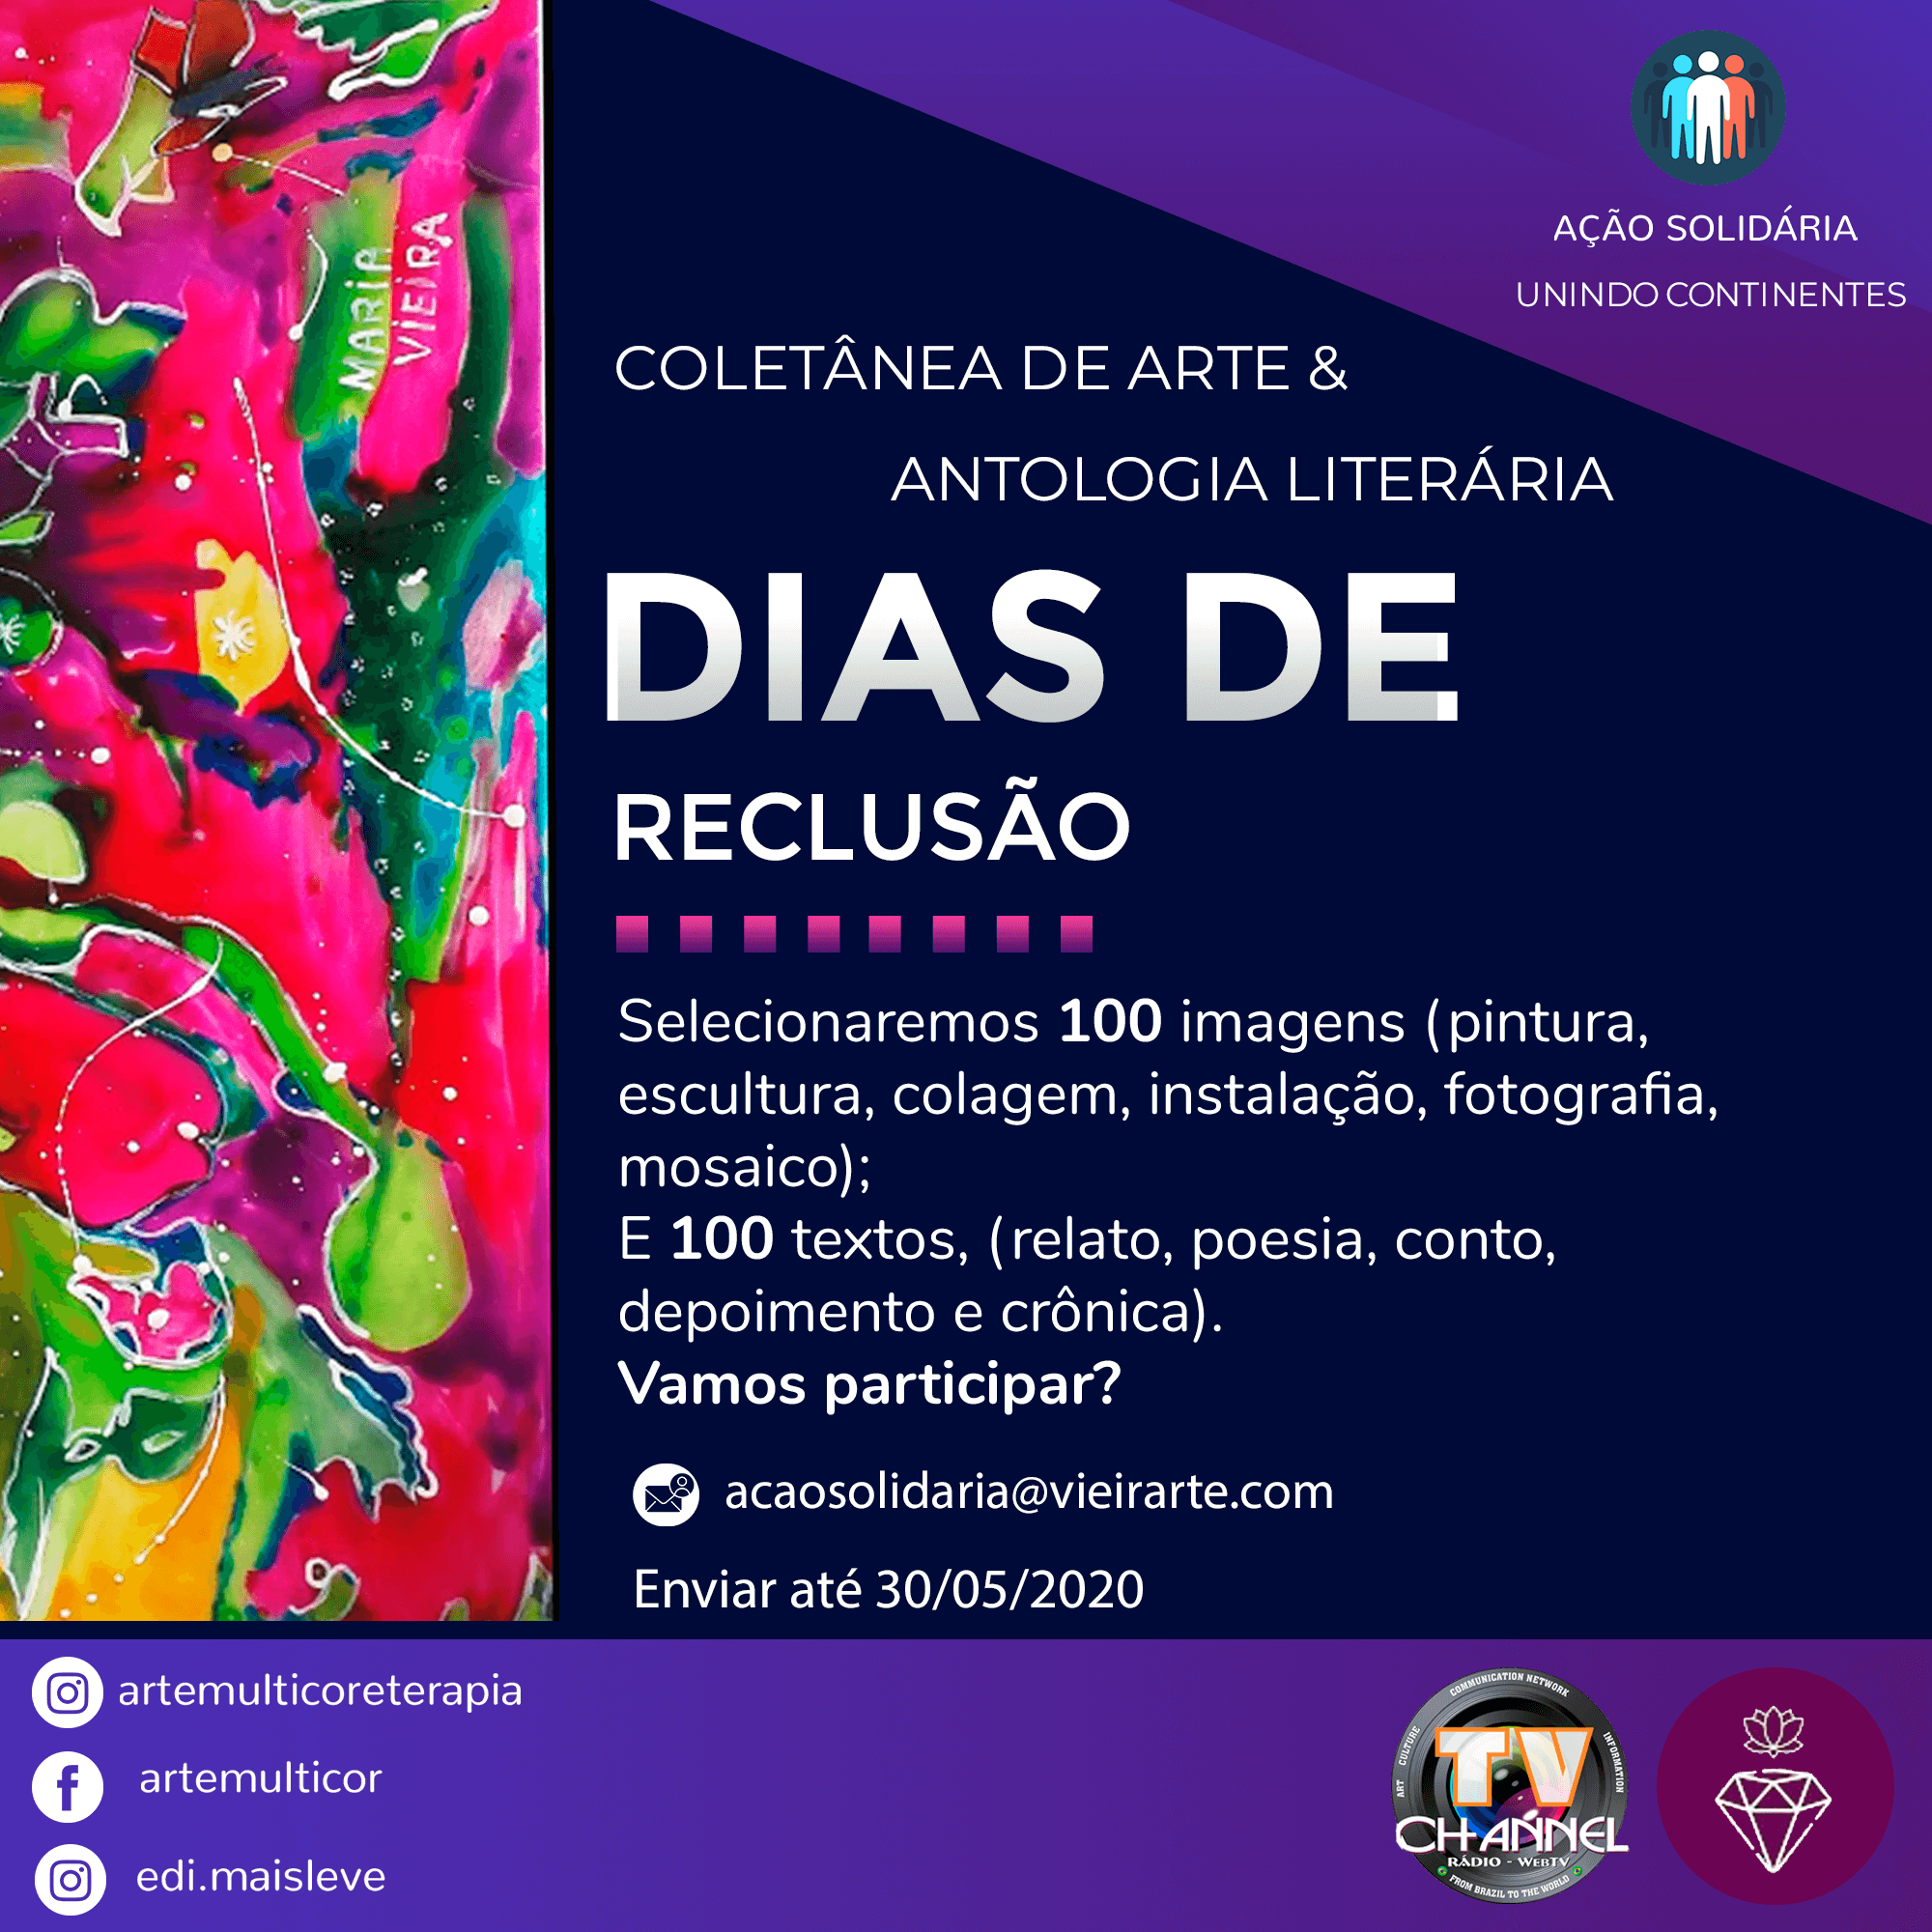 AÇÃO SOLIDÁRIA
UNINDO CONTINENTES
MARIA
VIEIRA
COLETÂNEA DE ARTE &
ANTOLOGIA LITERÁRIA
DIAS DE
RECLUSÃO
Selecionaremos 100 imagens (pintura,
escultura, colagem, instalação, fotografia,
mosaico);
E 100 textos, (relato, poesia, conto,
depoimento e crônica).
Vamos participar?
acaosolidaria@vieirarte.com
Enviar até 30/05/2020
artemulticoreterapia
artemulticor
edi.maisleve
COMMUNICATION NETWORK
ART CULTURE
INFORMATION
TV
CHANNEL
RÁDIO - WEBTV
FROM BRAZIL TO THE WORLD